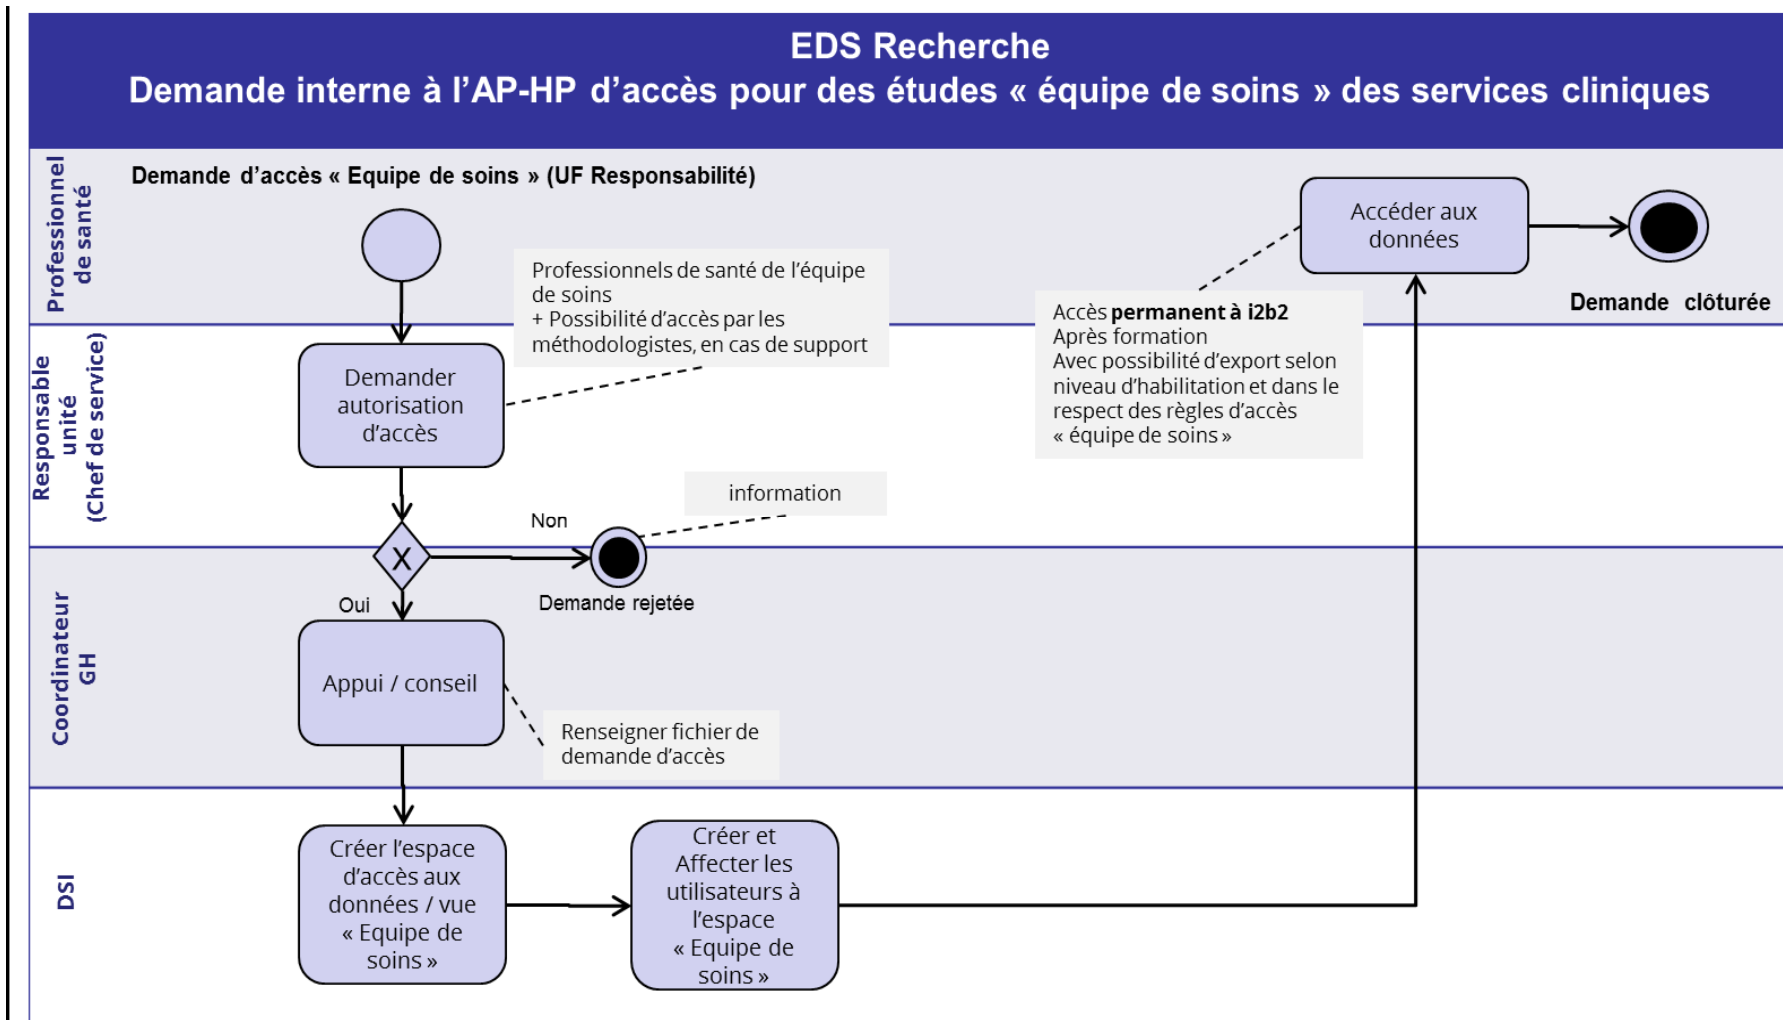 EDS Recherche
Demande interne à l’AP-HP d’accès pour des études « équipe de soins » des services cliniques
Professionnel
de santé
Demande d’accès « Equipe de soins » (UF Responsabilité)
Professionnels de santé de l’équipe
de soins
+ Possibilité d’accès par les
méthodologistes, en cas de support
Accéder aux
données
Demande clôturée
Accès permanent à i2b2
Après formation
Avec possibilité d’export selon
niveau d’habilitation et dans le
respect des règles d’accès
« équipe de soins »
Responsable
unité
(Chef de service)
Demander
autorisation
d’accès
information
Non
X
Oui
Demande rejetée
Coordinateur
GH
Appui / conseil
Renseigner fichier de
demande d’accès
DSI
Créer l’espace
d’accès aux
données / vue
« Equipe de
soins »
Créer et
Affecter les
utilisateurs à
l’espace
« Equipe de
soins »